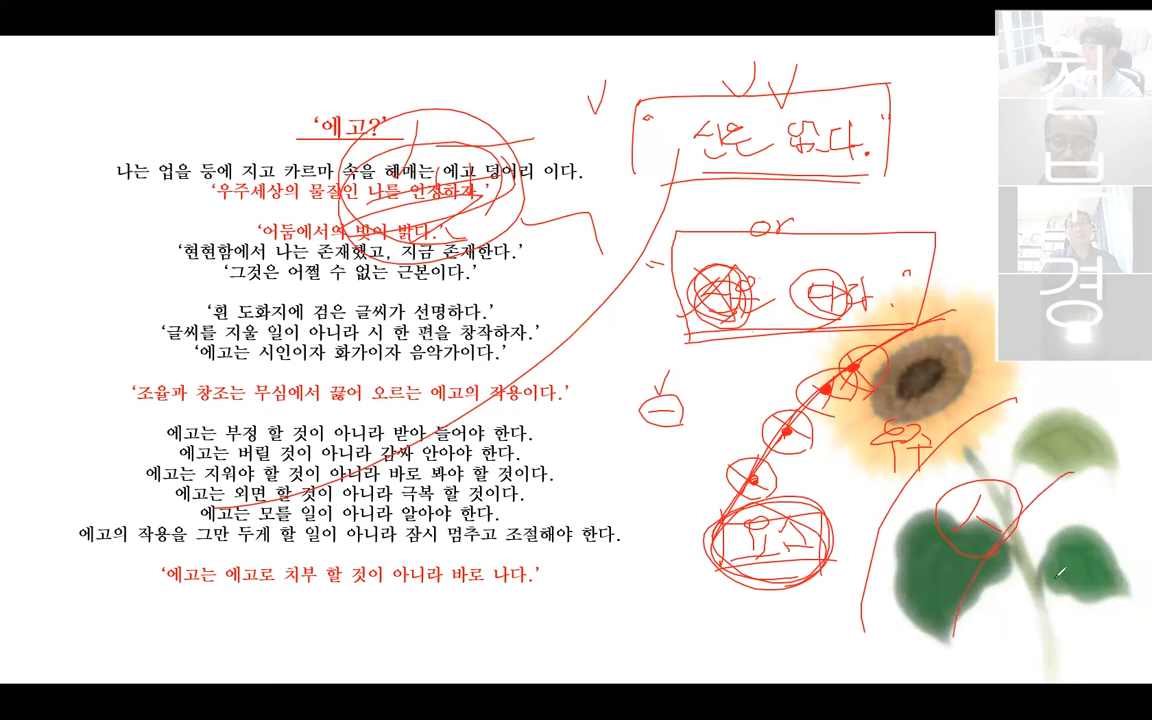 '에고?'
나는 업을 등에 지고 카르마 속을 헤매는 에고 덩어리 이다.
'우주세상의 물질인 나를 인정하자.'
'어둠에서의 빛이 밝다.'
'현현함에서 나는 존재했고, 지금 존재한다.'
'그것은 어쩔 수 없는 근본이다.'
'흰 도화지에 검은 글씨가 선명하다.'
'글씨를 지울 일이 아니라 시 한 편을 창작하자.'
'에고는 시인이자 화가이자 음악가이다.'
'조율과 창조는 무심에서 끓어 오르는 에고의 작용이다.'
에고는 부정 할 것이 아니라 받아 들어야 한다.
에고는 버릴 것이 아니라 감싸 안아야 한다.
에고는 지워야 할 것이 아니라 바로 봐야 할 것이다.
에고는 외면 할 것이 아니라 극복 할 것이다.
에고는 모를 일이 아니라 알아야 한다.
에고의 작용을 그만 두게 할 일이 아니라 잠시 멈추고 조절해야 한다.
'에고는 에고로 치부 할 것이 아니라 바로 나다.'
"신은 없다."
or
우주